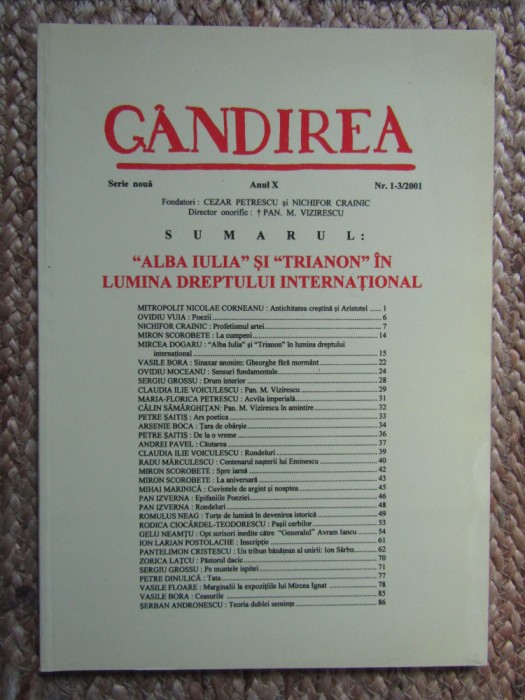 GÂNDIREA
Serie nouă Anul X Nr. 1-3/2001
Fondatori : CEZAR PETRESCU și NICHIFOR CRAINIC
Director onorific : † PAN. M. VIZIRESCU
SUMARUL:
“ALBA IULIA” ȘI “TRIANON” ÎN
LUMINA DREPTULUI INTERNAȚIONAL
MITROPOLIT NICOLAE CORNEANU : Antichitatea creștină și Aristotel ...... 1
OVIDIU VUIA : Poezii ...... 6
NICHIFOR CRAINIC : Profetismul artei ...... 7
MIRON SCOROBETE : La cumpeni ...... 14
MIRCEA DOGARU : "Alba Iulia" și "Trianon" în lumina dreptului
internațional ...... 15
VASILE BORA : Sinaxar anonim: Gheorghe fără mormânt ...... 22
OVIDIU MOCEANU : Sensuri fundamentale ...... 24
SERGIU GROSSU : Drum interior ...... 28
CLAUDIA ILIE VOICULESCU : Pan. M. Vizirescu ...... 29
MARIA-FLORICA PETRESCU : Acvila imperială ...... 31
CĂLIN SĂMĂRGHIȚAN: Pan. M. Vizirescu în amintire ...... 32
PETRE ȘAITIȘ : Ars poetica ...... 33
ARSENIE BOCA : Țara de obârșie ...... 34
PETRE ȘAITIȘ : De la o vreme ...... 36
ANDREI PAVEL : Căutarea ...... 37
CLAUDIA ILIE VOICULESCU : Rondeluri ...... 39
RADU MÂRCULESCU : Centenarul nașterii lui Eminescu ...... 40
MIRON SCOROBETE : Spre iarnă ...... 42
MIRON SCOROBETE : La aniversară ...... 43
MIHAI MARINICĂ : Cuvintele de argint și noaptea ...... 45
PAN IZVERNA : Epifaniile Poeziei ...... 46
PAN IZVERNA : Rondeluri ...... 48
ROMULUS NEAG : Torțe de lumină în devenirea istorică ...... 49
RODICA CIOCÂRDEL-TEODORESCU : Pașii cerbilor ...... 53
GELU NEAMȚU : Opt scrisori inedite către "Generalul" Avram Iancu ...... 54
ION LARIAN POSTOLACHE : Inscripție ...... 61
PANTELIMON CRISTESCU : Un tribun bănățean al unirii: Ion Sârbu ...... 62
ZORICA LAȚCU : Păstorul dacic ...... 70
SERGIU GROSSU : Pe muntele ispitei ...... 71
PETRE DINULICĂ : Tata ...... 77
VASILE FLOARE : Marginalii la expozițiile lui Mircea Ignat ...... 78
VASILE BORA : Ceasurile ...... 85
ȘERBAN ANDRONESCU : Teoria dublei semințe ...... 86